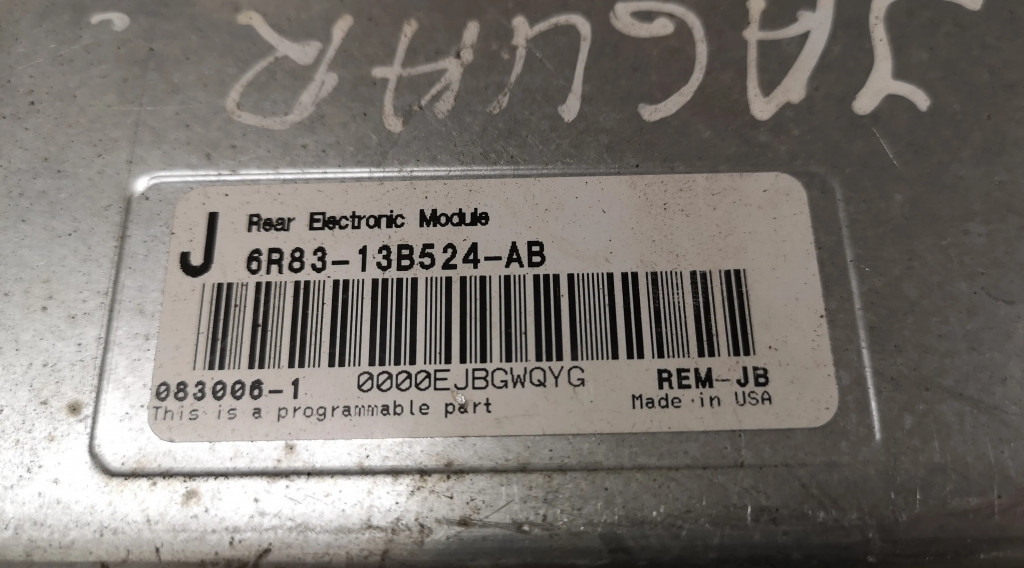 JAGUAR
J
Rear Electronic Module
6R83-13B524-AB
0000EJBGWQYG
083006-1
REM-JB
This is a programmable part
Made in USA